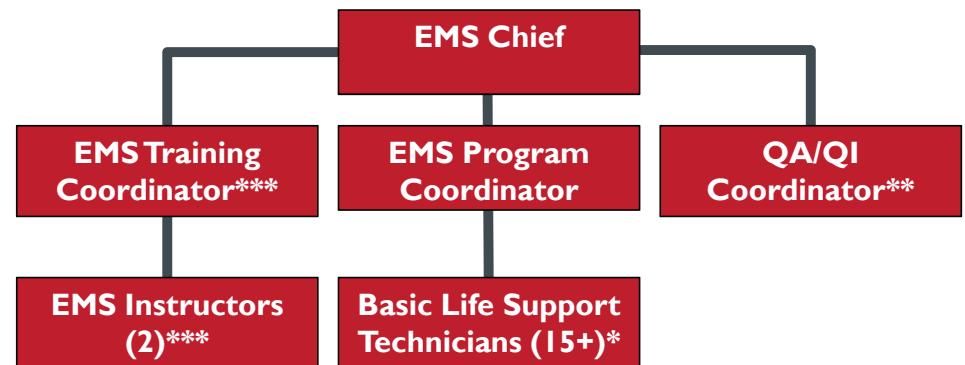 EMS Chief
EMS Training
Coordinator***
EMS Program
Coordinator
QA/QI
Coordinator**
EMS Instructors
(2)***
Basic Life Support
Technicians (15+)*